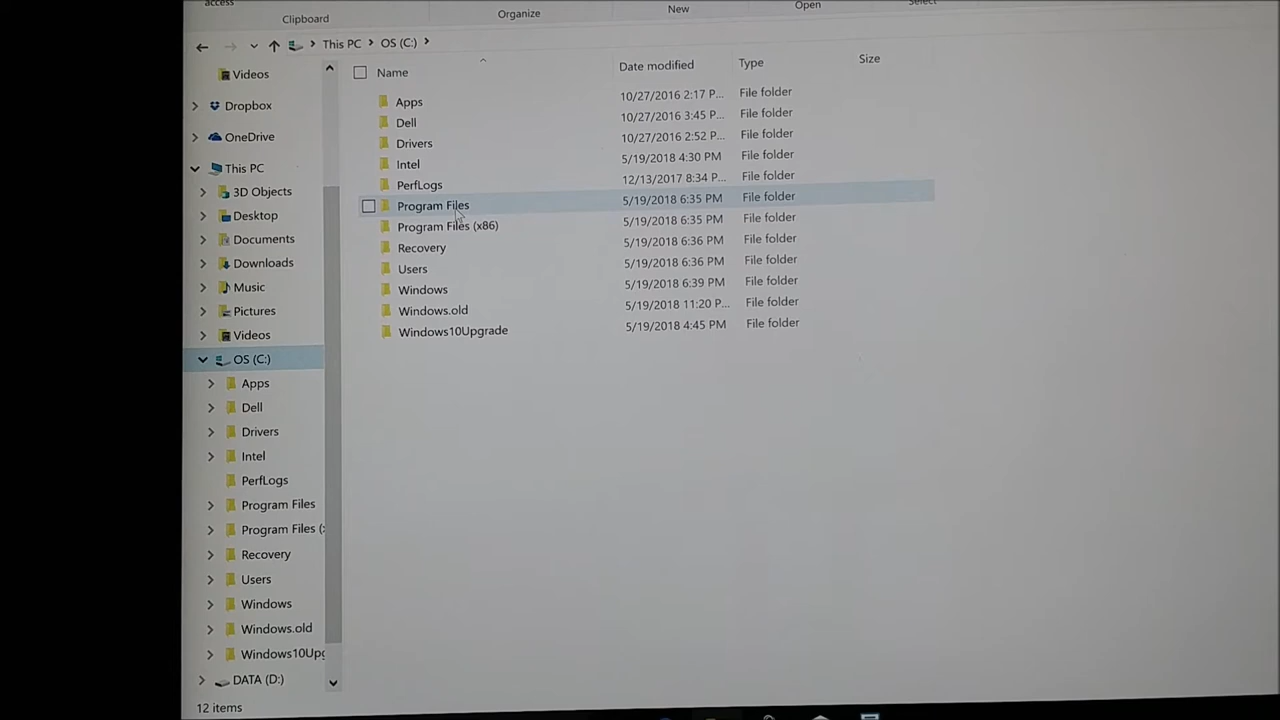 access
Clipboard
Organize
New
Open
Select
This PC > OS (C:) >
Name Date modified Type Size
Apps 10/27/2016 2:17 P... File folder
Dell 10/27/2016 3:45 P... File folder
Drivers 10/27/2016 2:52 P... File folder
Intel 5/19/2018 4:30 PM File folder
PerfLogs 12/13/2017 8:34 P... File folder
Program Files 5/19/2018 6:35 PM File folder
Program Files (x86) 5/19/2018 6:35 PM File folder
Recovery 5/19/2018 6:36 PM File folder
Users 5/19/2018 6:36 PM File folder
Windows 5/19/2018 6:39 PM File folder
Windows.old 5/19/2018 11:20 P... File folder
Windows10Upgrade 5/19/2018 4:45 PM File folder
Videos
Dropbox
OneDrive
This PC
3D Objects
Desktop
Documents
Downloads
Music
Pictures
Videos
OS (C:)
Apps
Dell
Drivers
Intel
PerfLogs
Program Files
Program Files (
Recovery
Users
Windows
Windows.old
Windows10Upg
DATA (D:)
12 items